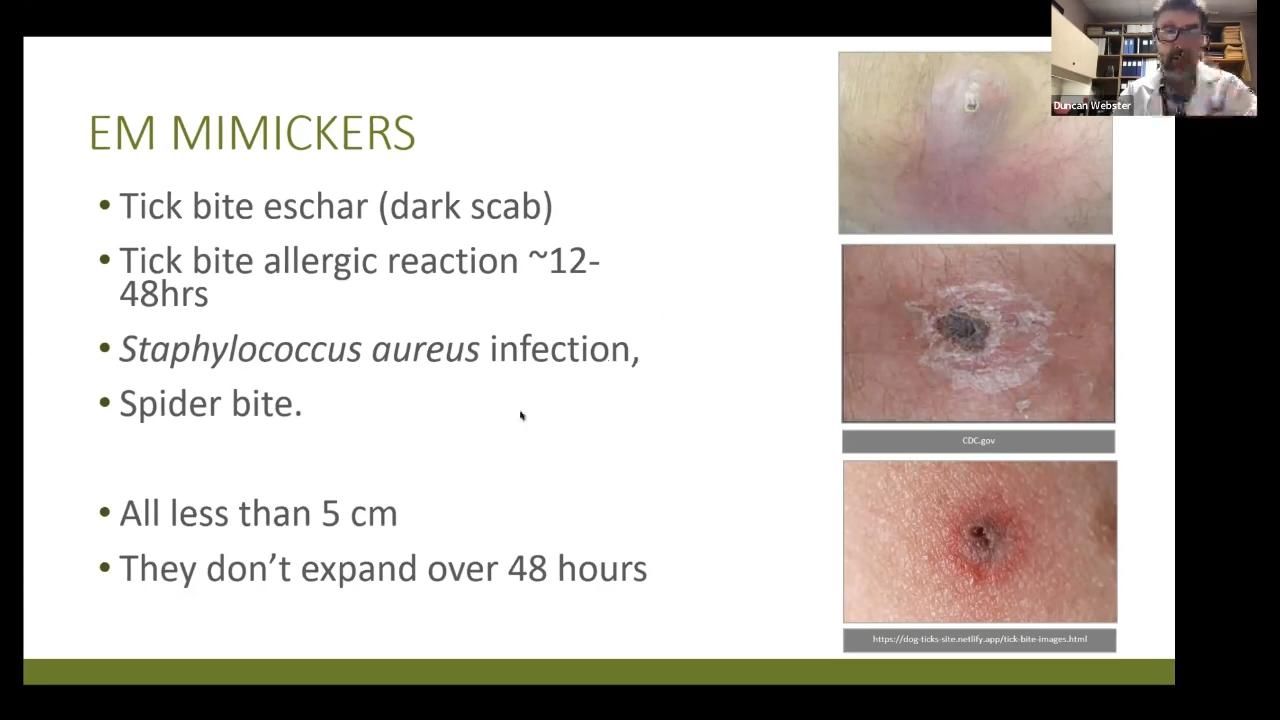 Duncan Webster
EM MIMICKERS
• Tick bite eschar (dark scab)
• Tick bite allergic reaction ~12-
48hrs
• Staphylococcus aureus infection,
• Spider bite.
• All less than 5 cm
• They don’t expand over 48 hours
CDC.gov
https://dog-ticks-site.netlify.app/tick-bite-images.html